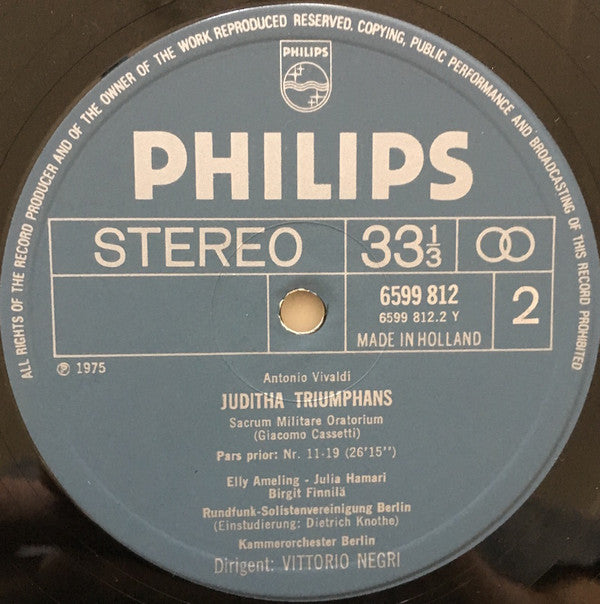 ALL RIGHTS OF THE RECORD PRODUCER AND OF THE OWNER OF THE WORK REPRODUCED RESERVED. COPYING, PUBLIC PERFORMANCE AND BROADCASTING OF THIS RECORD PROHIBITED
PHILIPS
PHILIPS
STEREO 33⅓
6599 812
6599 812.2 Y
2
MADE IN HOLLAND
℗ 1975
Antonio Vivaldi
JUDITHA TRIUMPHANS
Sacrum Militare Oratorium
(Giacomo Cassetti)
Pars prior: Nr. 11-19 (26'15'')
Elly Ameling - Julia Hamari
Birgit Finnilä
Rundfunk-Solistenvereinigung Berlin
(Einstudierung: Dietrich Knothe)
Kammerorchester Berlin
Dirigent: VITTORIO NEGRI